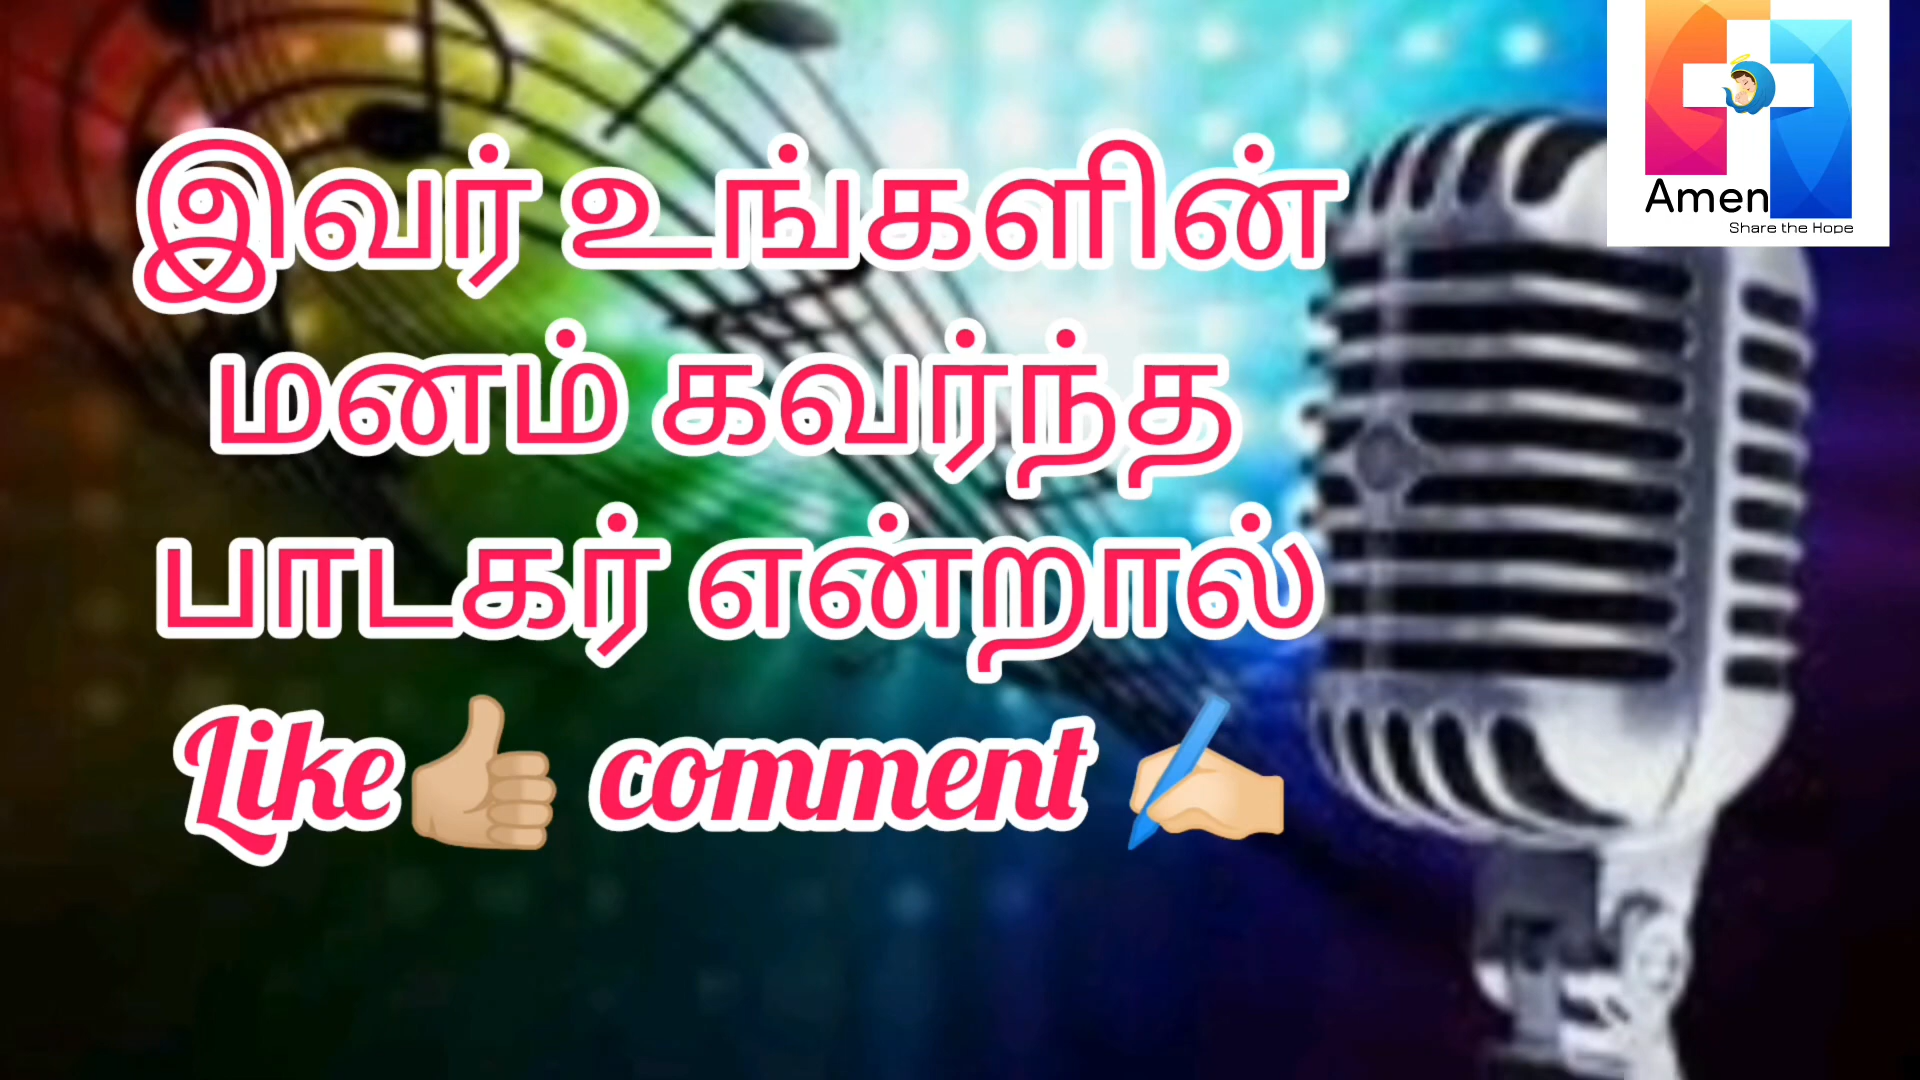 இவர் உங்களின்
மனம் கவர்ந்த
பாடகர் என்றால்
Like👍🏼 comment ✍🏻
Amen
Share the Hope